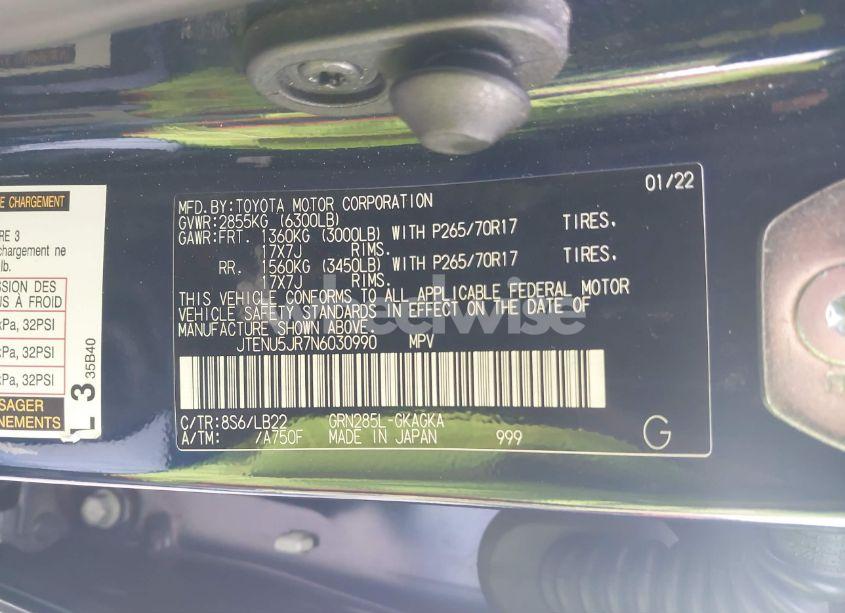 E CHARGEMENT
RE 3
chargement ne
lb.
SSION DES
S À FROID
kPa, 32PSI
kPa, 32PSI
kPa, 32PSI
SAGER
NEMENTS
L 3
35B40
01/22
MFD.BY:TOYOTA MOTOR CORPORATION
GVWR:2855KG (6300LB)
GAWR:FRT. 1360KG (3000LB) WITH P265/70R17 TIRES.
17X7J RIMS.
RR. 1560KG (3450LB) WITH P265/70R17 TIRES.
17X7J RIMS.
THIS VEHICLE CONFORMS TO ALL APPLICABLE FEDERAL MOTOR
VEHICLE SAFETY STANDARDS IN EFFECT ON THE DATE OF
MANUFACTURE SHOWN ABOVE.
JTENU5JR7N6030990 MPV
C/TR:8S6/LB22 GRN285L-GKAGKA
A/TM: /A750F MADE IN JAPAN 999
G